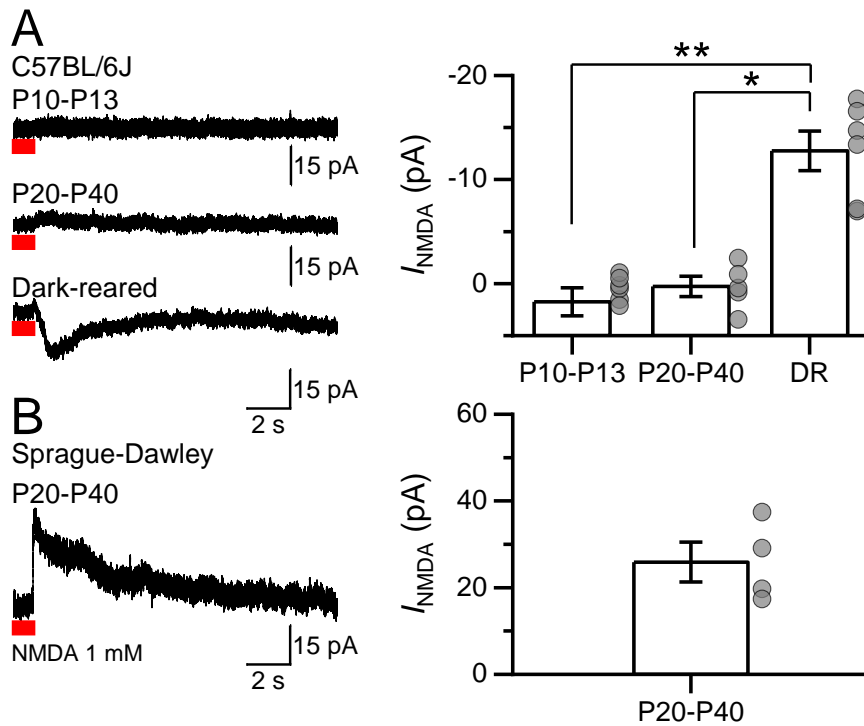 A
C57BL/6J
P10-P13
15 pA
P20-P40
15 pA
Dark-reared
15 pA
2 s
**
*
-20
-10
0
I_NMDA (pA)
P10-P13 P20-P40 DR
B
Sprague-Dawley
P20-P40
15 pA
NMDA 1 mM
2 s
60
40
20
0
I_NMDA (pA)
P20-P40